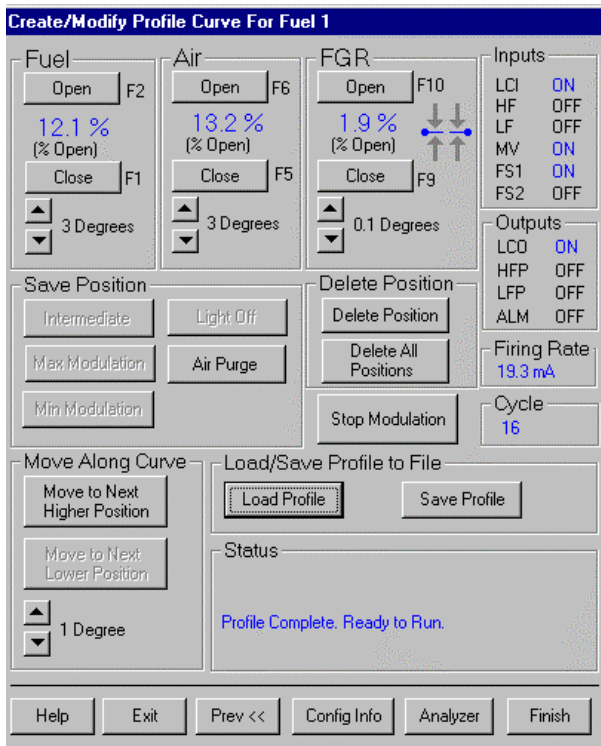 Create/Modify Profile Curve For Fuel 1
Fuel
Open F2
12.1 %
(% Open)
Close F1
3 Degrees
Air
Open F6
13.2 %
(% Open)
Close F5
3 Degrees
FGR
Open F10
1.9 %
(% Open)
Close F9
0.1 Degrees
Inputs
LCI ON
HF OFF
LF OFF
MV ON
FS1 ON
FS2 OFF
Outputs
LCO ON
HFP OFF
LFP OFF
ALM OFF
Save Position
Intermediate
Light Off
Max Modulation
Air Purge
Min Modulation
Delete Position
Delete Position
Delete All
Positions
Stop Modulation
Firing Rate
19.3 mA
Cycle
16
Move Along Curve
Move to Next
Higher Position
Move to Next
Lower Position
1 Degree
Load/Save Profile to File
Load Profile
Save Profile
Status
Profile Complete. Ready to Run.
Help
Exit
Prev <<
Config Info
Analyzer
Finish